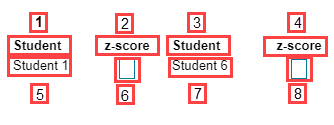 1 2 3 4
Student z-score Student z-score
Student 1 Student 6
5 6 7 8